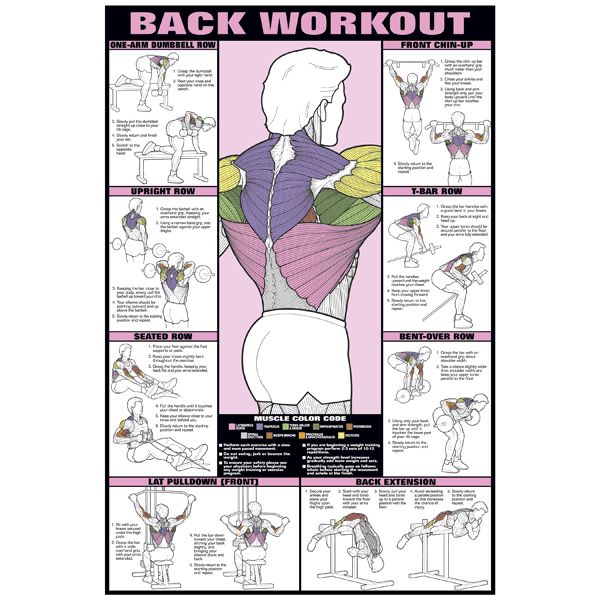 BACK WORKOUT
ONE-ARM DUMBBELL ROW
1. Grasp the dumbbell
with your right hand.
2. Rest your knee and
opposite hand on the
bench.
3. Slowly pull the dumbbell
straight up close to your
rib cage.
4. Slowly return and finish
your set.
5. Switch to the
opposite
hand.
FRONT CHIN-UP
1. Grasp the chin-up bar
with an overhand grip
much wider than your
shoulders.
2. Cross your ankles and
flex your knees.
3. Using back and arm
strength only, pull your
body upward until the
chin-up bar touches
your chin.
4. Slowly return to the
starting position and
repeat.
UPRIGHT ROW
1. Grasp the barbell with an
overhand grip. Keeping your
arms extended straight.
2. Using a narrow hand grip, rest
the barbell against your upper
thighs.
3. Keeping the bar close to
your body, slowly pull the
barbell up toward your chin.
4. Your elbows should be
pointing outward and up
above the barbell.
5. Slowly return to the starting
position and repeat.
T-BAR ROW
1. Grasp the bar handles with
a good bend in your knees.
2. Keep your back straight and
head up.
3. Your upper torso should be
around parallel to the floor
and your arms fully extended.
3. Pull the handles
upward until the weight
touches your chest.
4. Keep your upper torso
from moving forward.
5. Slowly return to the
starting position and
repeat.
SEATED ROW
1. Place your feet against the foot
supports or pads.
2. Keep your knees slightly bent
throughout the exercise.
3. Grasp the handle, keeping your
back flat and your arms extended.
4. Pull the handle until it touches
your chest or abdominals.
5. Keep your elbows close to your
torso and behind you.
6. Slowly return to the starting
position and repeat.
BENT-OVER ROW
1. Grasp the bar with an
overhand grip about
shoulder width.
2. Take a stance slightly wider
than shoulder width and
keep your upper torso
parallel to the floor.
3. Using only your back
and arm strength, pull
the bar up until it
touches the lower part
of your rib cage.
4. Slowly return to the
starting position and
repeat.
MUSCLE COLOR CODE
LATISSIMUS DORSI
TRAPEZIUS
TERES MAJOR & MINOR
INFRASPINATUS
RHOMBOIDS
SPINAL ERECTORS
BICEPS BRACHII
BRACHIALIS & BRACHIORADIALIS
DELTOIDS
Perform each exercise with a slow
and even paced movement.
Do not swing, jerk or bounce the
weight.
To ensure your safety please see
your physician before beginning
any weight training or exercise
program.
If you are beginning a weight training
program perform 2-3 sets of 10-12
repetitions.
As your strength level increases
gradually add more weight and sets.
Breathing typically goes as follows:
inhale before starting the movement
and exhale at the finish.
LAT PULLDOWN (FRONT)
1. Sit with your
knees secured
under the thigh
pads.
2. Grasp the bar
with a wide
overhand grip
with your arms
extended.
4. Pull the bar down
toward your chest,
arching your back
slightly, and
bringing your
elbows down and
back.
5. Slowly return to the
starting position
and repeat.
BACK EXTENSION
1. Secure your
ankles and
place your
thighs upon
the thigh pads.
2. Start with your
head and torso
toward the floor
with your arms
crossed.
3. Slowly pull your
head and torso
up to a parallel
position with the
floor.
4. Avoid exceeding
a parallel position
as this increases
the chance of
injury.
5. Slowly return
to the starting
position and
repeat.